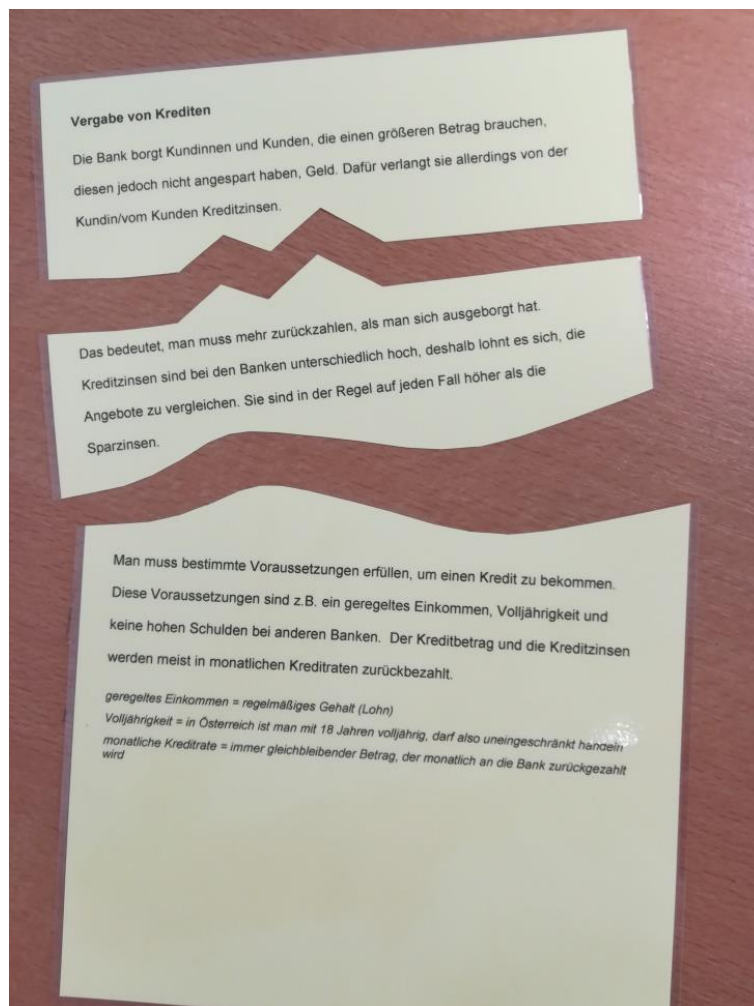 Vergabe von Krediten
Die Bank borgt Kundinnen und Kunden, die einen größeren Betrag brauchen,
diesen jedoch nicht angespart haben, Geld. Dafür verlangt sie allerdings von der
Kundin/vom Kunden Kreditzinsen.
Das bedeutet, man muss mehr zurückzahlen, als man sich ausgeborgt hat.
Kreditzinsen sind bei den Banken unterschiedlich hoch, deshalb lohnt es sich, die
Angebote zu vergleichen. Sie sind in der Regel auf jeden Fall höher als die
Sparzinsen.
Man muss bestimmte Voraussetzungen erfüllen, um einen Kredit zu bekommen.
Diese Voraussetzungen sind z.B. ein geregeltes Einkommen, Volljährigkeit und
keine hohen Schulden bei anderen Banken. Der Kreditbetrag und die Kreditzinsen
werden meist in monatlichen Kreditraten zurückbezahlt.
geregeltes Einkommen = regelmäßiges Gehalt (Lohn)
Volljährigkeit = in Österreich ist man mit 18 Jahren volljährig, darf also uneingeschränkt handeln
monatliche Kreditrate = immer gleichbleibender Betrag, der monatlich an die Bank zurückgezahlt
wird